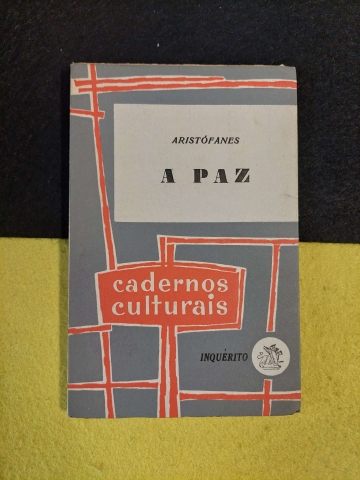 ARISTÓFANES
A PAZ
cadernos
culturais
INQUÉRITO